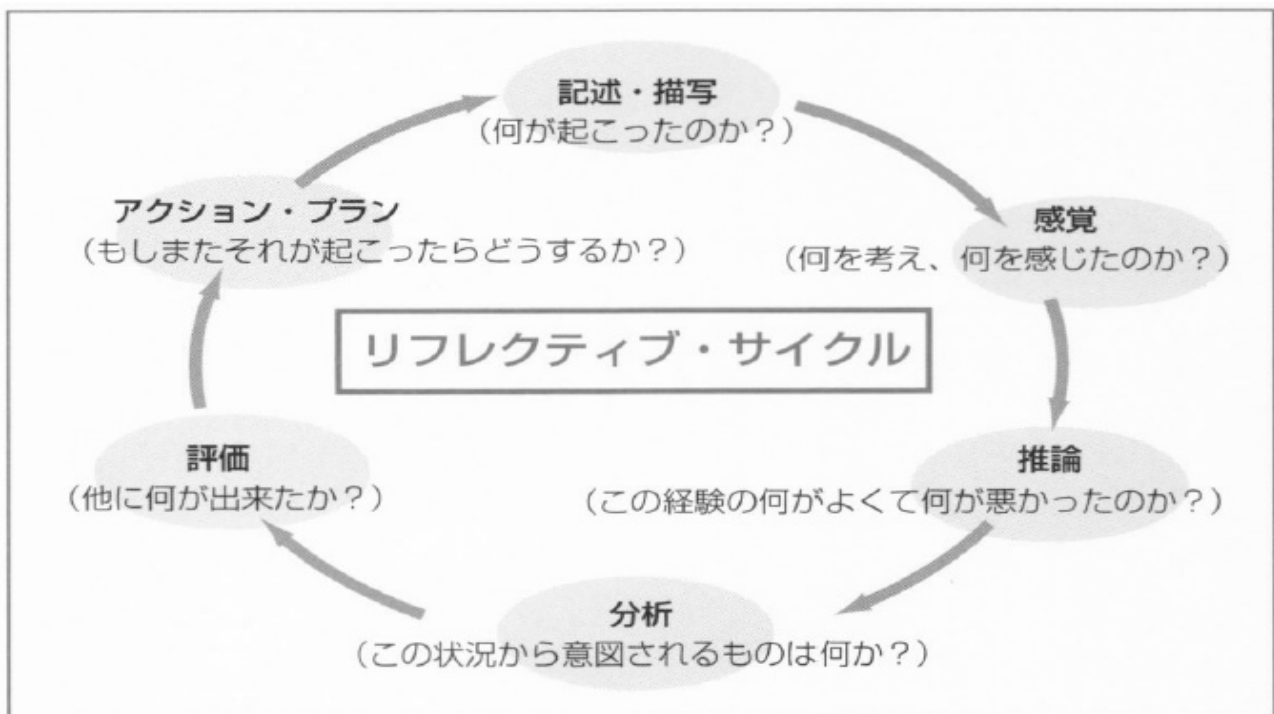 記述・描写
（何が起こったのか？）
感覚
（何を考え、何を感じたのか？）
推論
（この経験の何がよくて何が悪かったのか？）
分析
（この状況から意図されるものは何か？）
評価
（他に何が出来たか？）
アクション・プラン
（もしまたそれが起こったらどうするか？）
リフレクティブ・サイクル